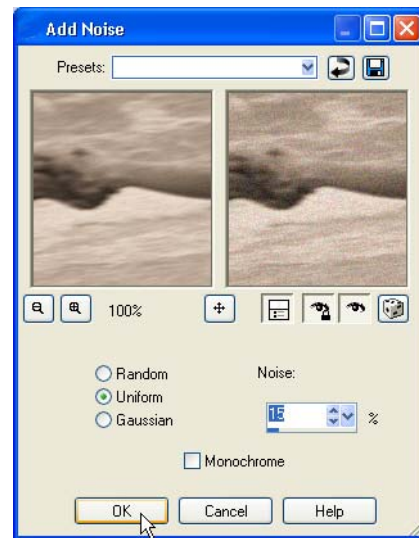 Add Noise
Presets:
100%
Random
Noise:
Uniform
15 %
Gaussian
Monochrome
OK Cancel Help